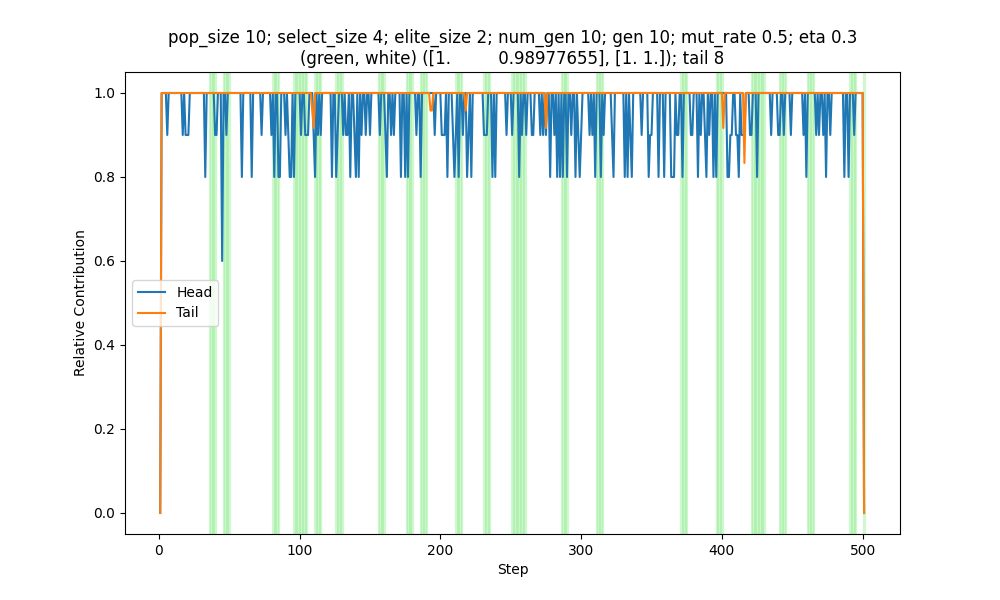 pop_size 10; select_size 4; elite_size 2; num_gen 10; gen 10; mut_rate 0.5; eta 0.3
(green, white) ([1. 0.98977655], [1. 1.]); tail 8
1.0
0.8
0.6
0.4
0.2
0.0
Relative Contribution
Head
Tail
0 100 200 300 400 500
Step